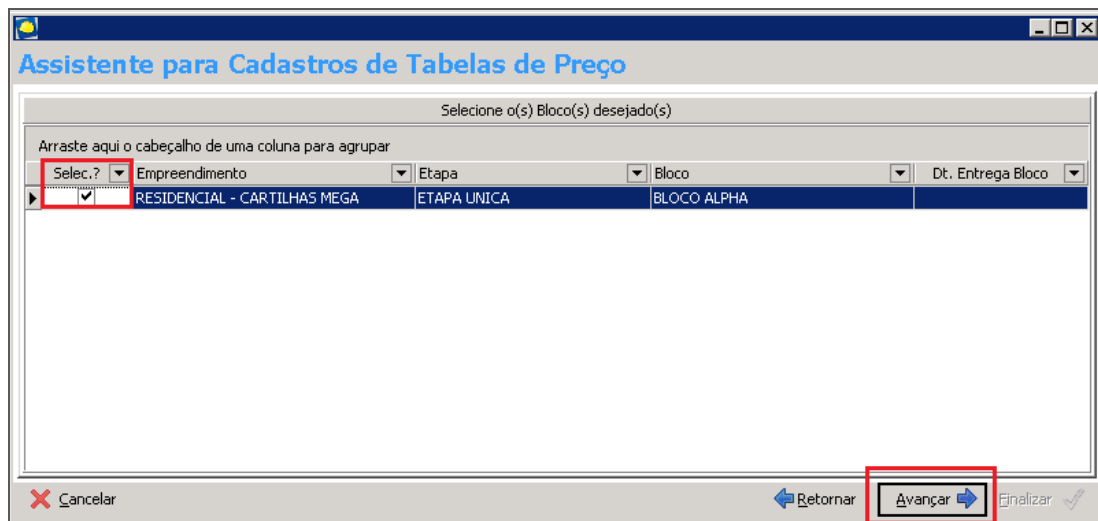 Assistente para Cadastros de Tabelas de Preço
Selecione o(s) Bloco(s) desejado(s)
Arraste aqui o cabeçalho de uma coluna para agrupar
Selec.? Empreendimento Etapa Bloco Dt. Entrega Bloco
RESIDENCIAL - CARTILHAS MEGA ETAPA UNICA BLOCO ALPHA
Cancelar Retornar Avançar Finalizar